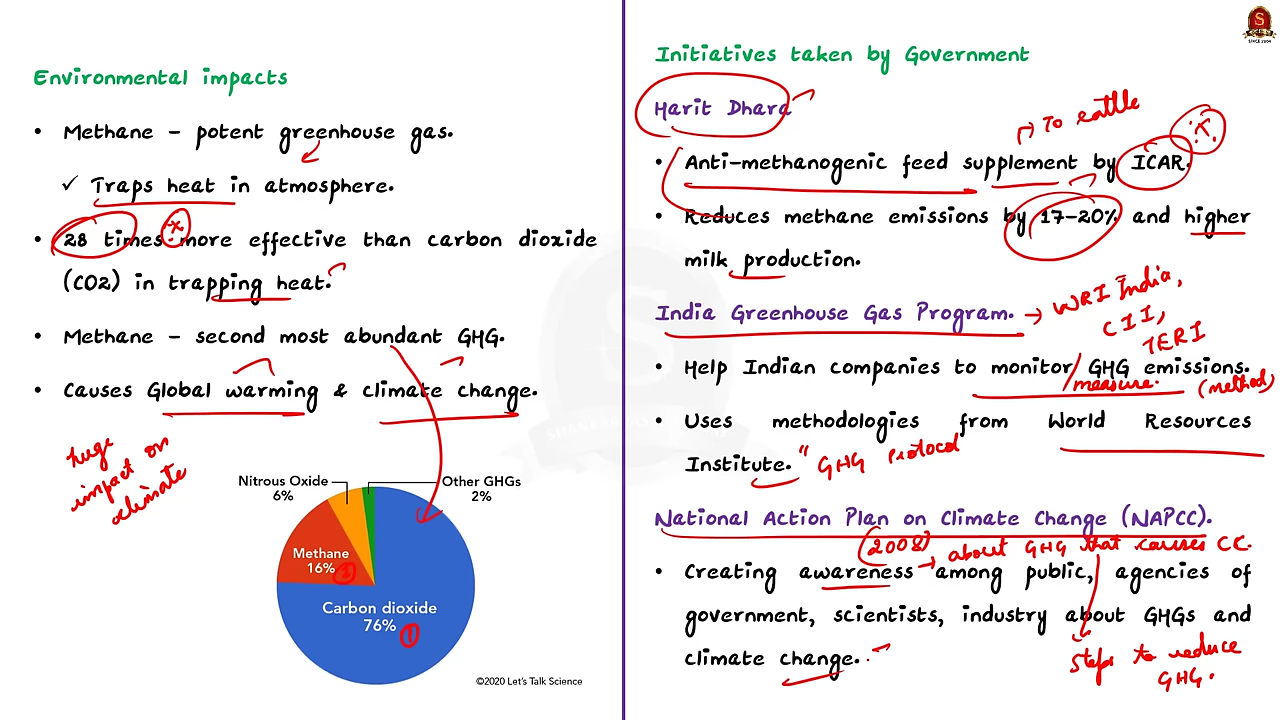 Environmental impacts
• Methane – potent greenhouse gas.
✓ Traps heat in atmosphere.
• 28 times more effective than carbon dioxide
(CO2) in trapping heat.
• Methane – second most abundant GHG.
• Causes Global warming & climate change.
huge
impact on
climate
Nitrous Oxide
6%
Other GHGs
2%
Methane
16% 2
Carbon dioxide
76% 1
©2020 Let's Talk Science
Initiatives taken by Government
Harit Dhara
→ To cattle
• Anti-methanogenic feed supplement by ICAR.
• Reduces methane emissions by 17–20% and higher
milk production.
India Greenhouse Gas Program. → WRI India,
CII,
TERI
• Help Indian companies to monitor/ GHG emissions.
measure. (method)
• Uses methodologies from World Resources
Institute. "GHG Protocol
National Action Plan on Climate Change (NAPCC).
(2008) → about GHG that causes CC.
• Creating awareness among public, agencies of
government, scientists, industry about GHGs and
climate change.
Steps to reduce
GHG.
S
SINCE 2004